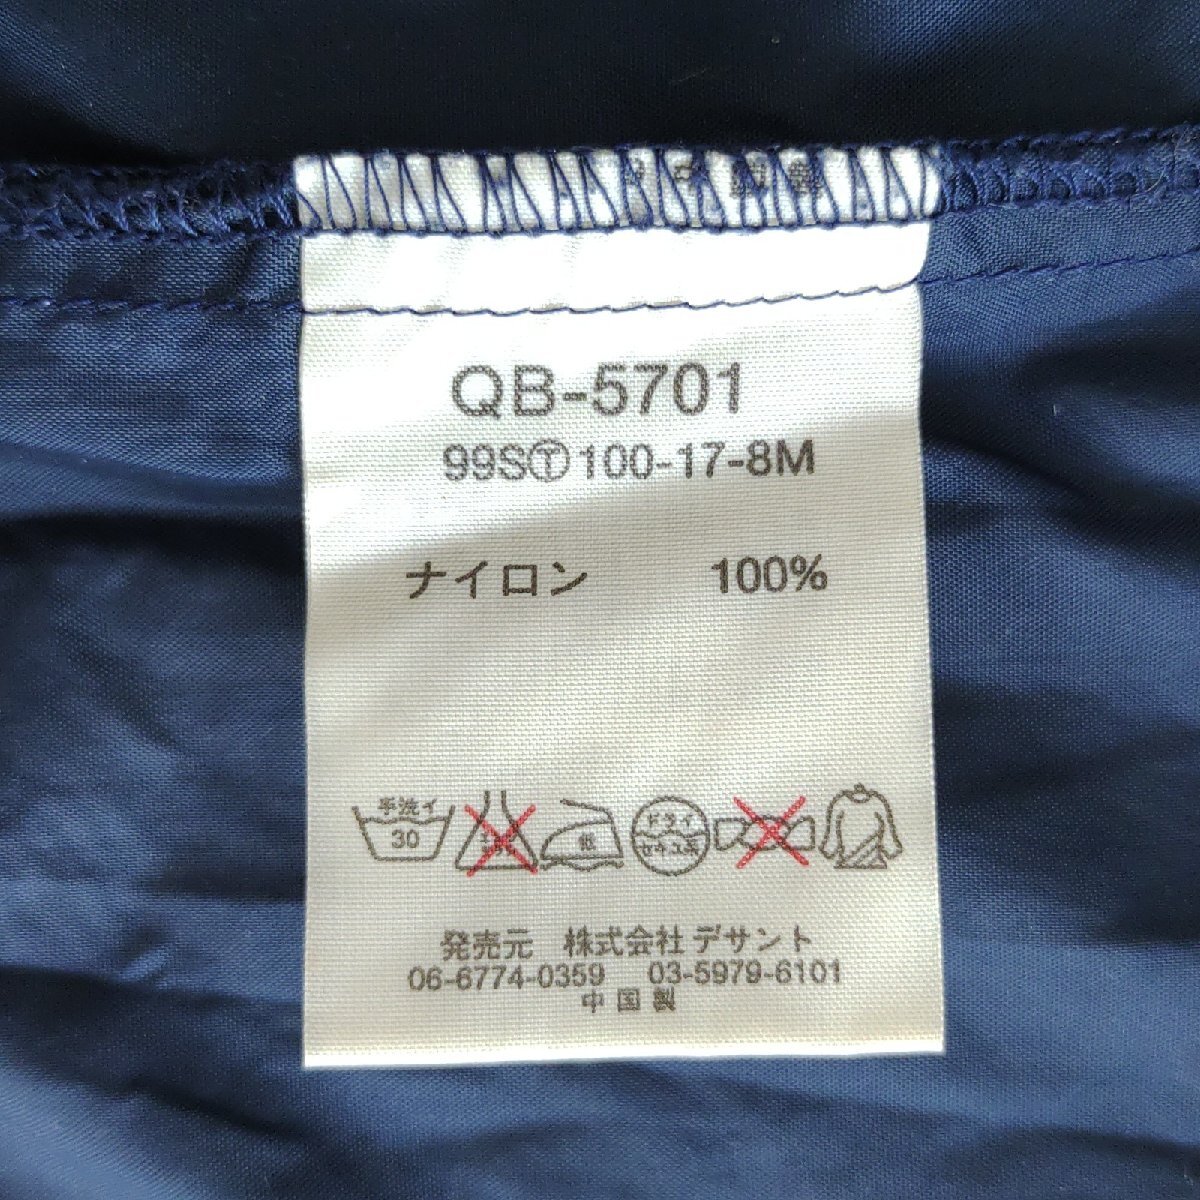 QB-5701
99SⓉ100-17-8M
ナイロン 100%
手洗イ
30
低
ドライ
セキユ系
発売元 株式会社デサント
06-6774-0359 03-5979-6101
中国製